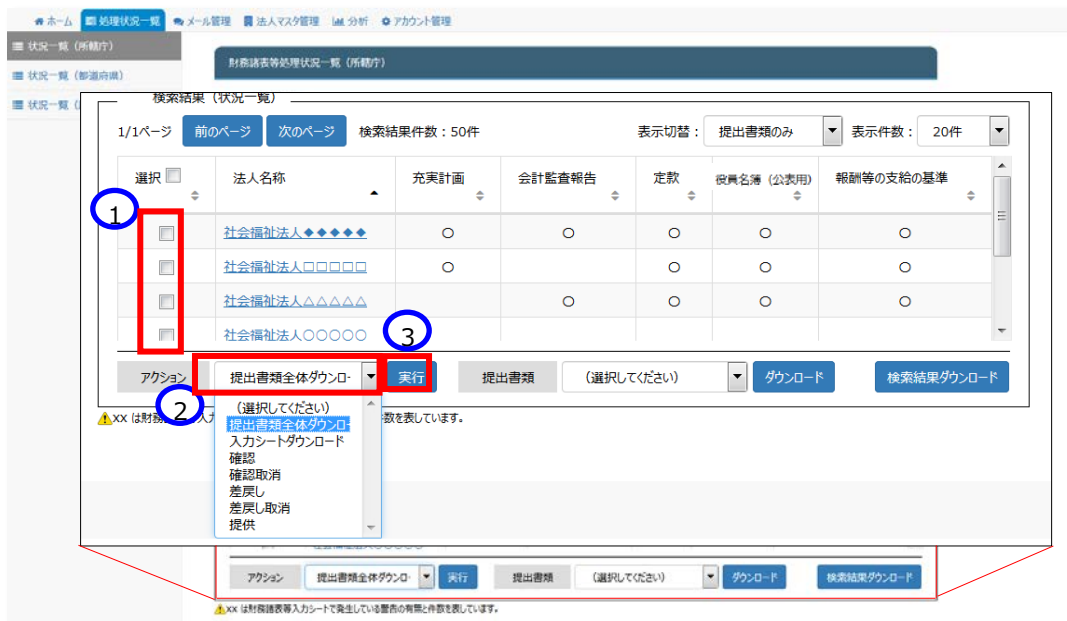 ホーム 処理状況一覧 メール管理 法人マスタ管理 分析 アカウント管理
状況一覧（所轄庁）
状況一覧（都道府県）
状況一覧（
財務諸表等処理状況一覧（所轄庁）
検索結果（状況一覧）
1/1ページ 前のページ 次のページ 検索結果件数：50件 表示切替： 提出書類のみ 表示件数： 20件
選択 法人名称 充実計画 会計監査報告 定款 役員名簿（公表用） 報酬等の支給の基準
1
社会福祉法人◆◆◆◆◆ ○ ○ ○ ○ ○
社会福祉法人□□□□□ ○ ○ ○ ○
社会福祉法人△△△△△ ○ ○ ○ ○
社会福祉法人○○○○○
3
アクション 提出書類全体ダウンロ- 実行 提出書類 （選択してください） ダウンロード 検索結果ダウンロード
2
xx は財務 入 件数を表しています。
（選択してください）
提出書類全体ダウンロ-
入力シートダウンロード
確認
確認取消
差戻し
差戻し取消
提供
アクション 提出書類全体ダウンロ- 実行 提出書類 （選択してください） ダウンロード 検索結果ダウンロード
xx は財務諸表等入力シートで発生している警告の有無と件数を表しています。